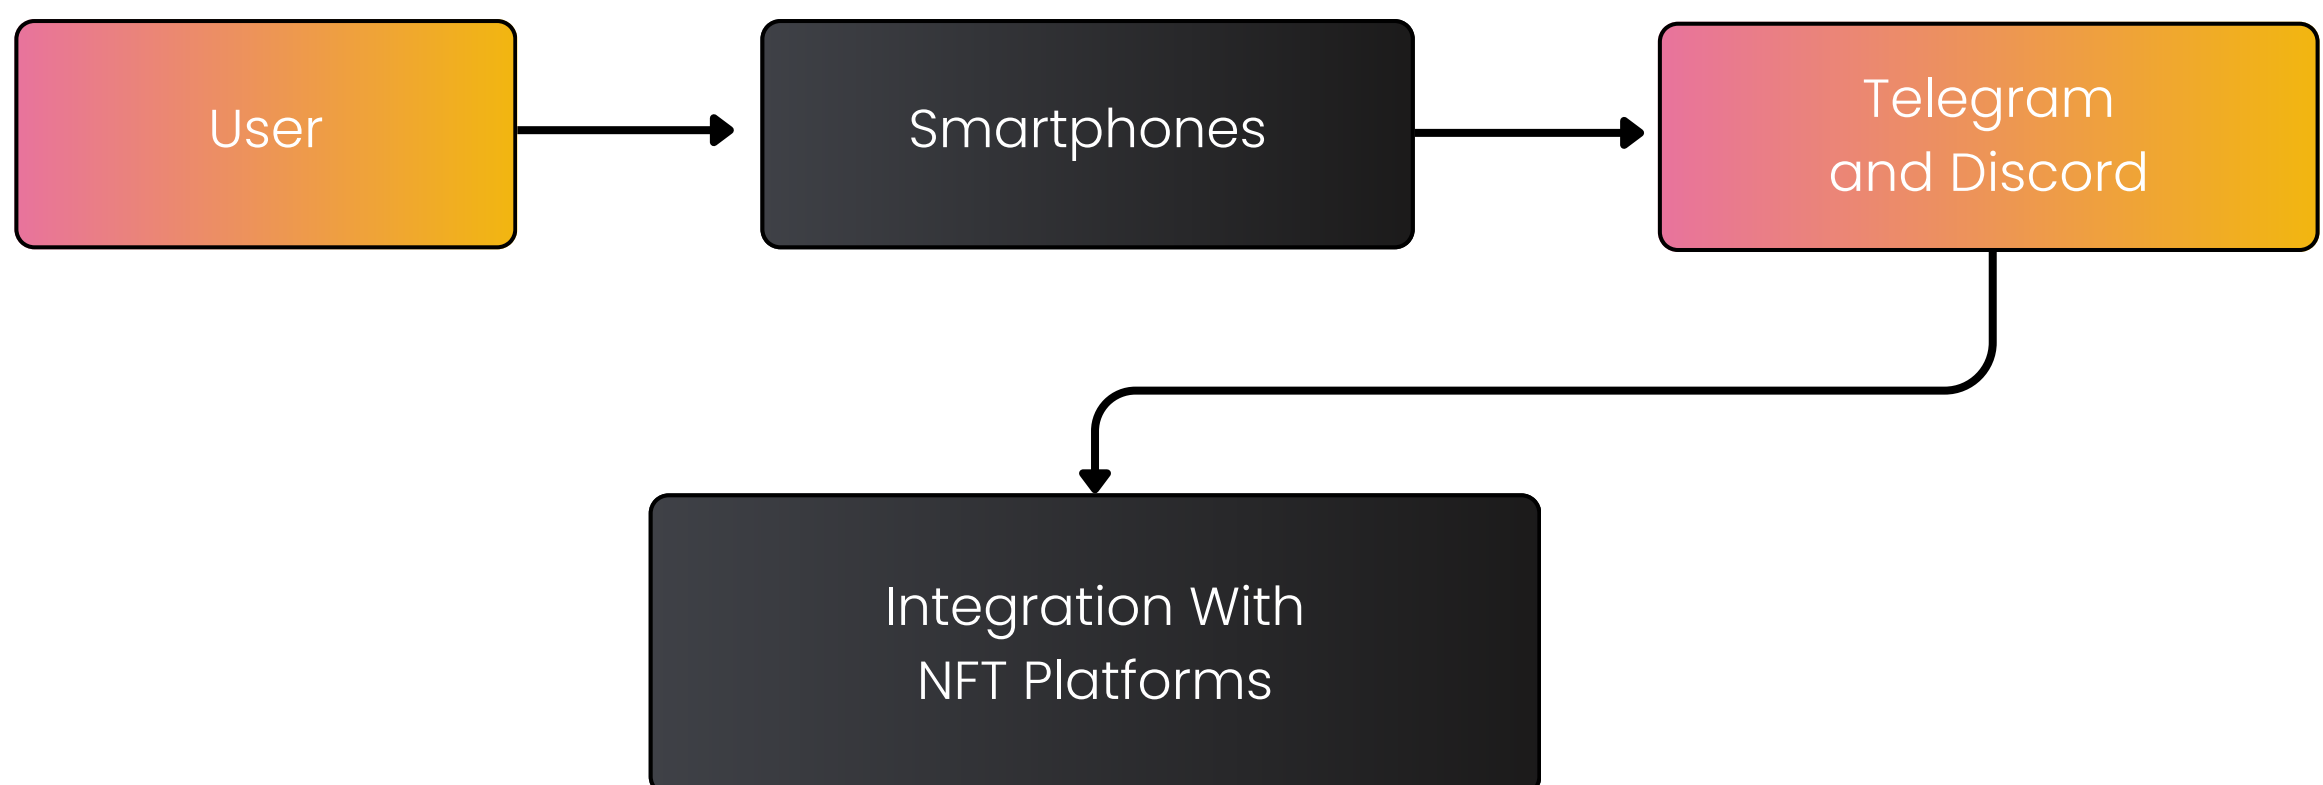 User
Smartphones
Telegram
and Discord
Integration With
NFT Platforms